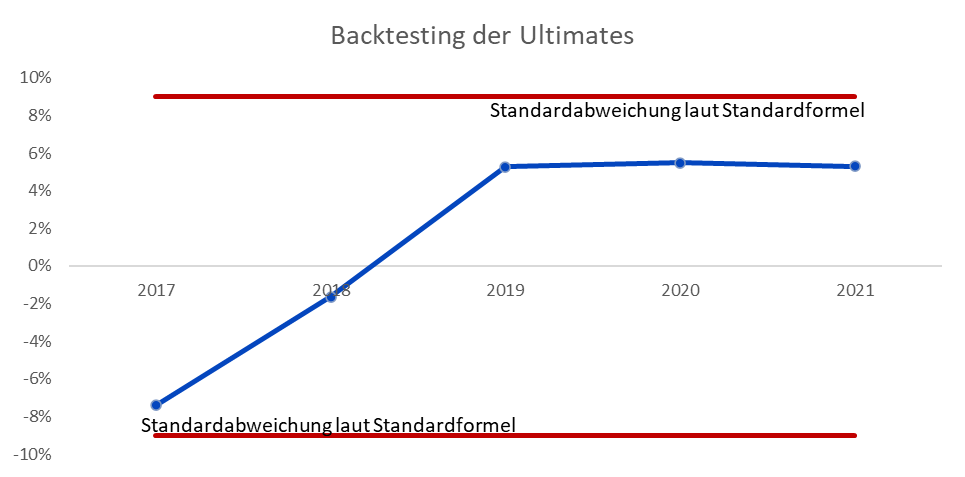 Backtesting der Ultimates
10%
Standardabweichung laut Standardformel
8%
6%
4%
2%
0%
2017 2018 2019 2020 2021
-2%
-4%
-6%
-8%
Standardabweichung laut Standardformel
-10%